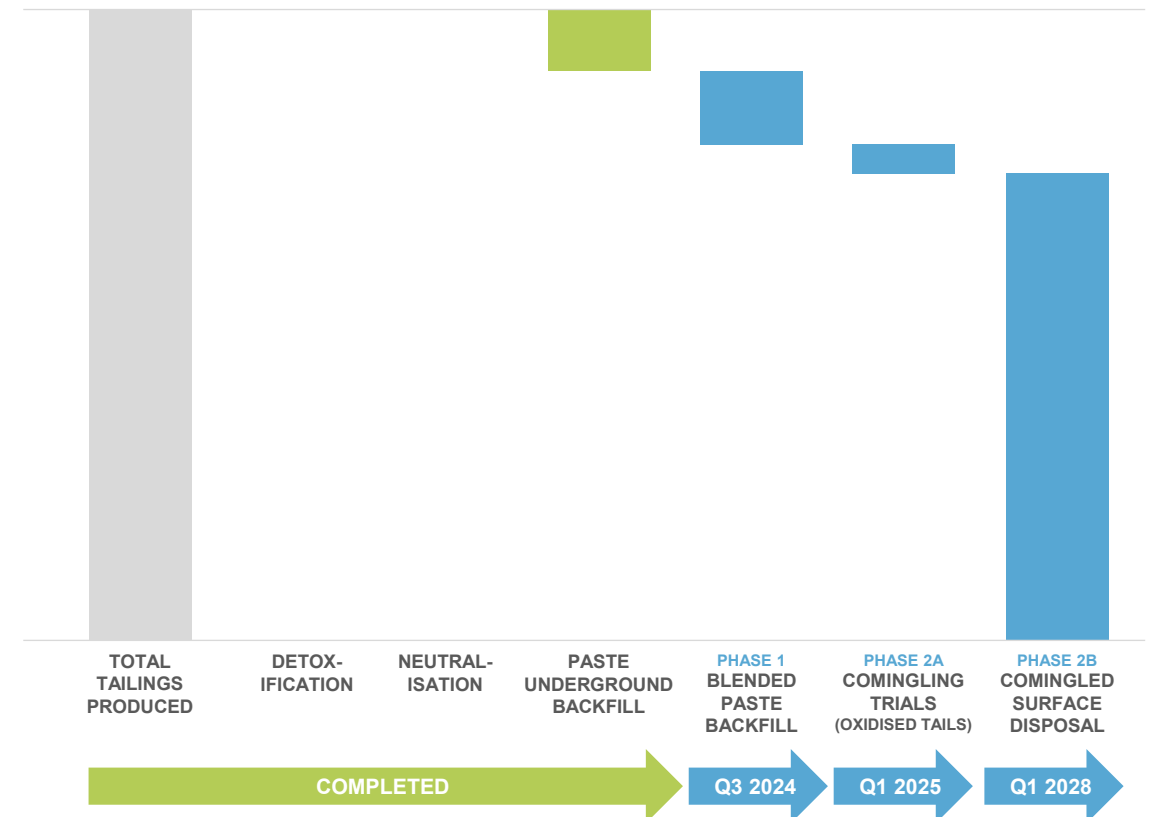 TOTAL
TAILINGS
PRODUCED
DETOX-
IFICATION
NEUTRAL-
ISATION
PASTE
UNDERGROUND
BACKFILL
PHASE 1
BLENDED
PASTE
BACKFILL
PHASE 2A
COMINGLING
TRIALS
(OXIDISED TAILS)
PHASE 2B
COMINGLED
SURFACE
DISPOSAL
COMPLETED
Q3 2024
Q1 2025
Q1 2028